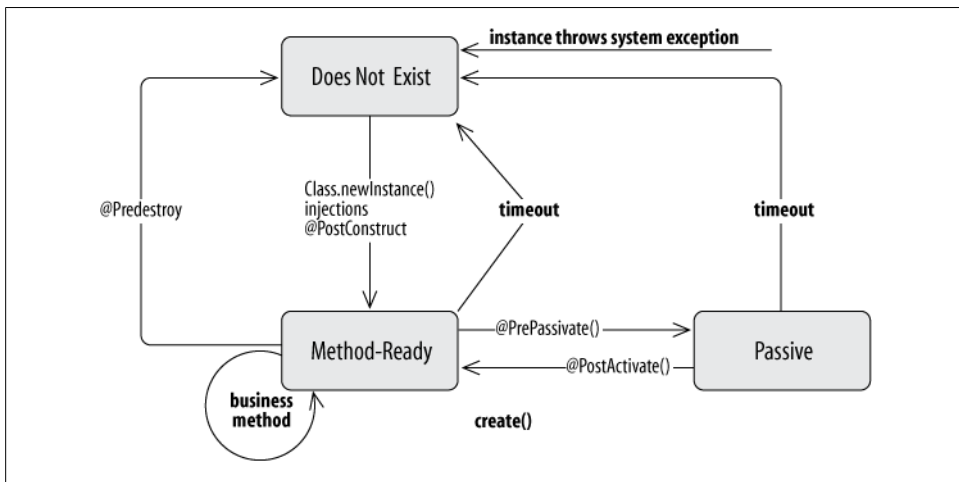 instance throws system exception
Does Not Exist
Class.newInstance()
injections
@PostConstruct
@Predestroy
timeout
timeout
Method-Ready
@PrePassivate()
Passive
@PostActivate()
business
method
create()